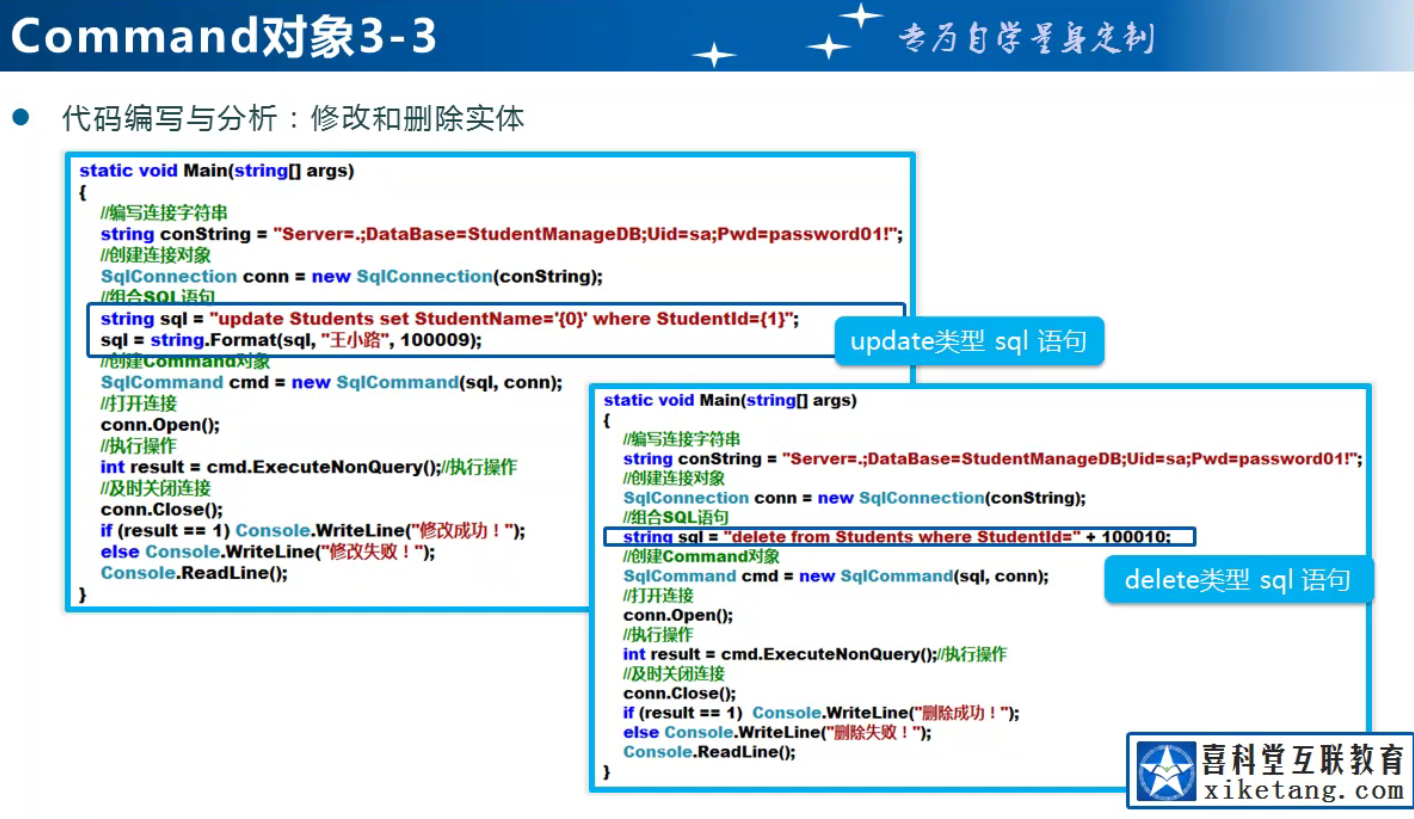 Command对象3-3
专为自学量身定制
代码编写与分析：修改和删除实体
static void Main(string[] args)
{
//编写连接字符串
string conString = "Server=.;DataBase=StudentManageDB;Uid=sa;Pwd=password01!";
//创建连接对象
SqlConnection conn = new SqlConnection(conString);
//组合SQL语句
string sql = "update Students set StudentName='{0}' where StudentId={1}";
sql = string.Format(sql, "王小路", 100009);
//创建Command对象
SqlCommand cmd = new SqlCommand(sql, conn);
//打开连接
conn.Open();
//执行操作
int result = cmd.ExecuteNonQuery();//执行操作
//及时关闭连接
conn.Close();
if (result == 1) Console.WriteLine("修改成功！");
else Console.WriteLine("修改失败！");
Console.ReadLine();
}
update类型 sql 语句
static void Main(string[] args)
{
//编写连接字符串
string conString = "Server=.;DataBase=StudentManageDB;Uid=sa;Pwd=password01!";
//创建连接对象
SqlConnection conn = new SqlConnection(conString);
//组合SQL语句
string sql = "delete from Students where StudentId=" + 100010;
//创建Command对象
SqlCommand cmd = new SqlCommand(sql, conn);
//打开连接
conn.Open();
//执行操作
int result = cmd.ExecuteNonQuery();//执行操作
//及时关闭连接
conn.Close();
if (result == 1) Console.WriteLine("删除成功！");
else Console.WriteLine("删除失败！");
Console.ReadLine();
}
delete类型 sql 语句
喜科堂互联教育
xiketang.com